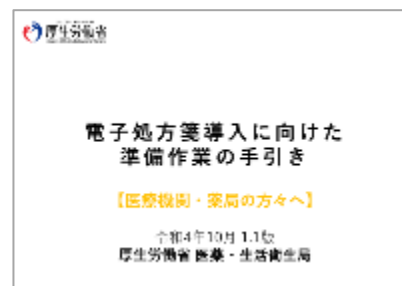 厚生労働省
電子処方箋導入に向けた
準備作業の手引き
【医療機関・薬局の方々へ】
令和4年10月 1.1版
厚生労働省 医薬・生活衛生局